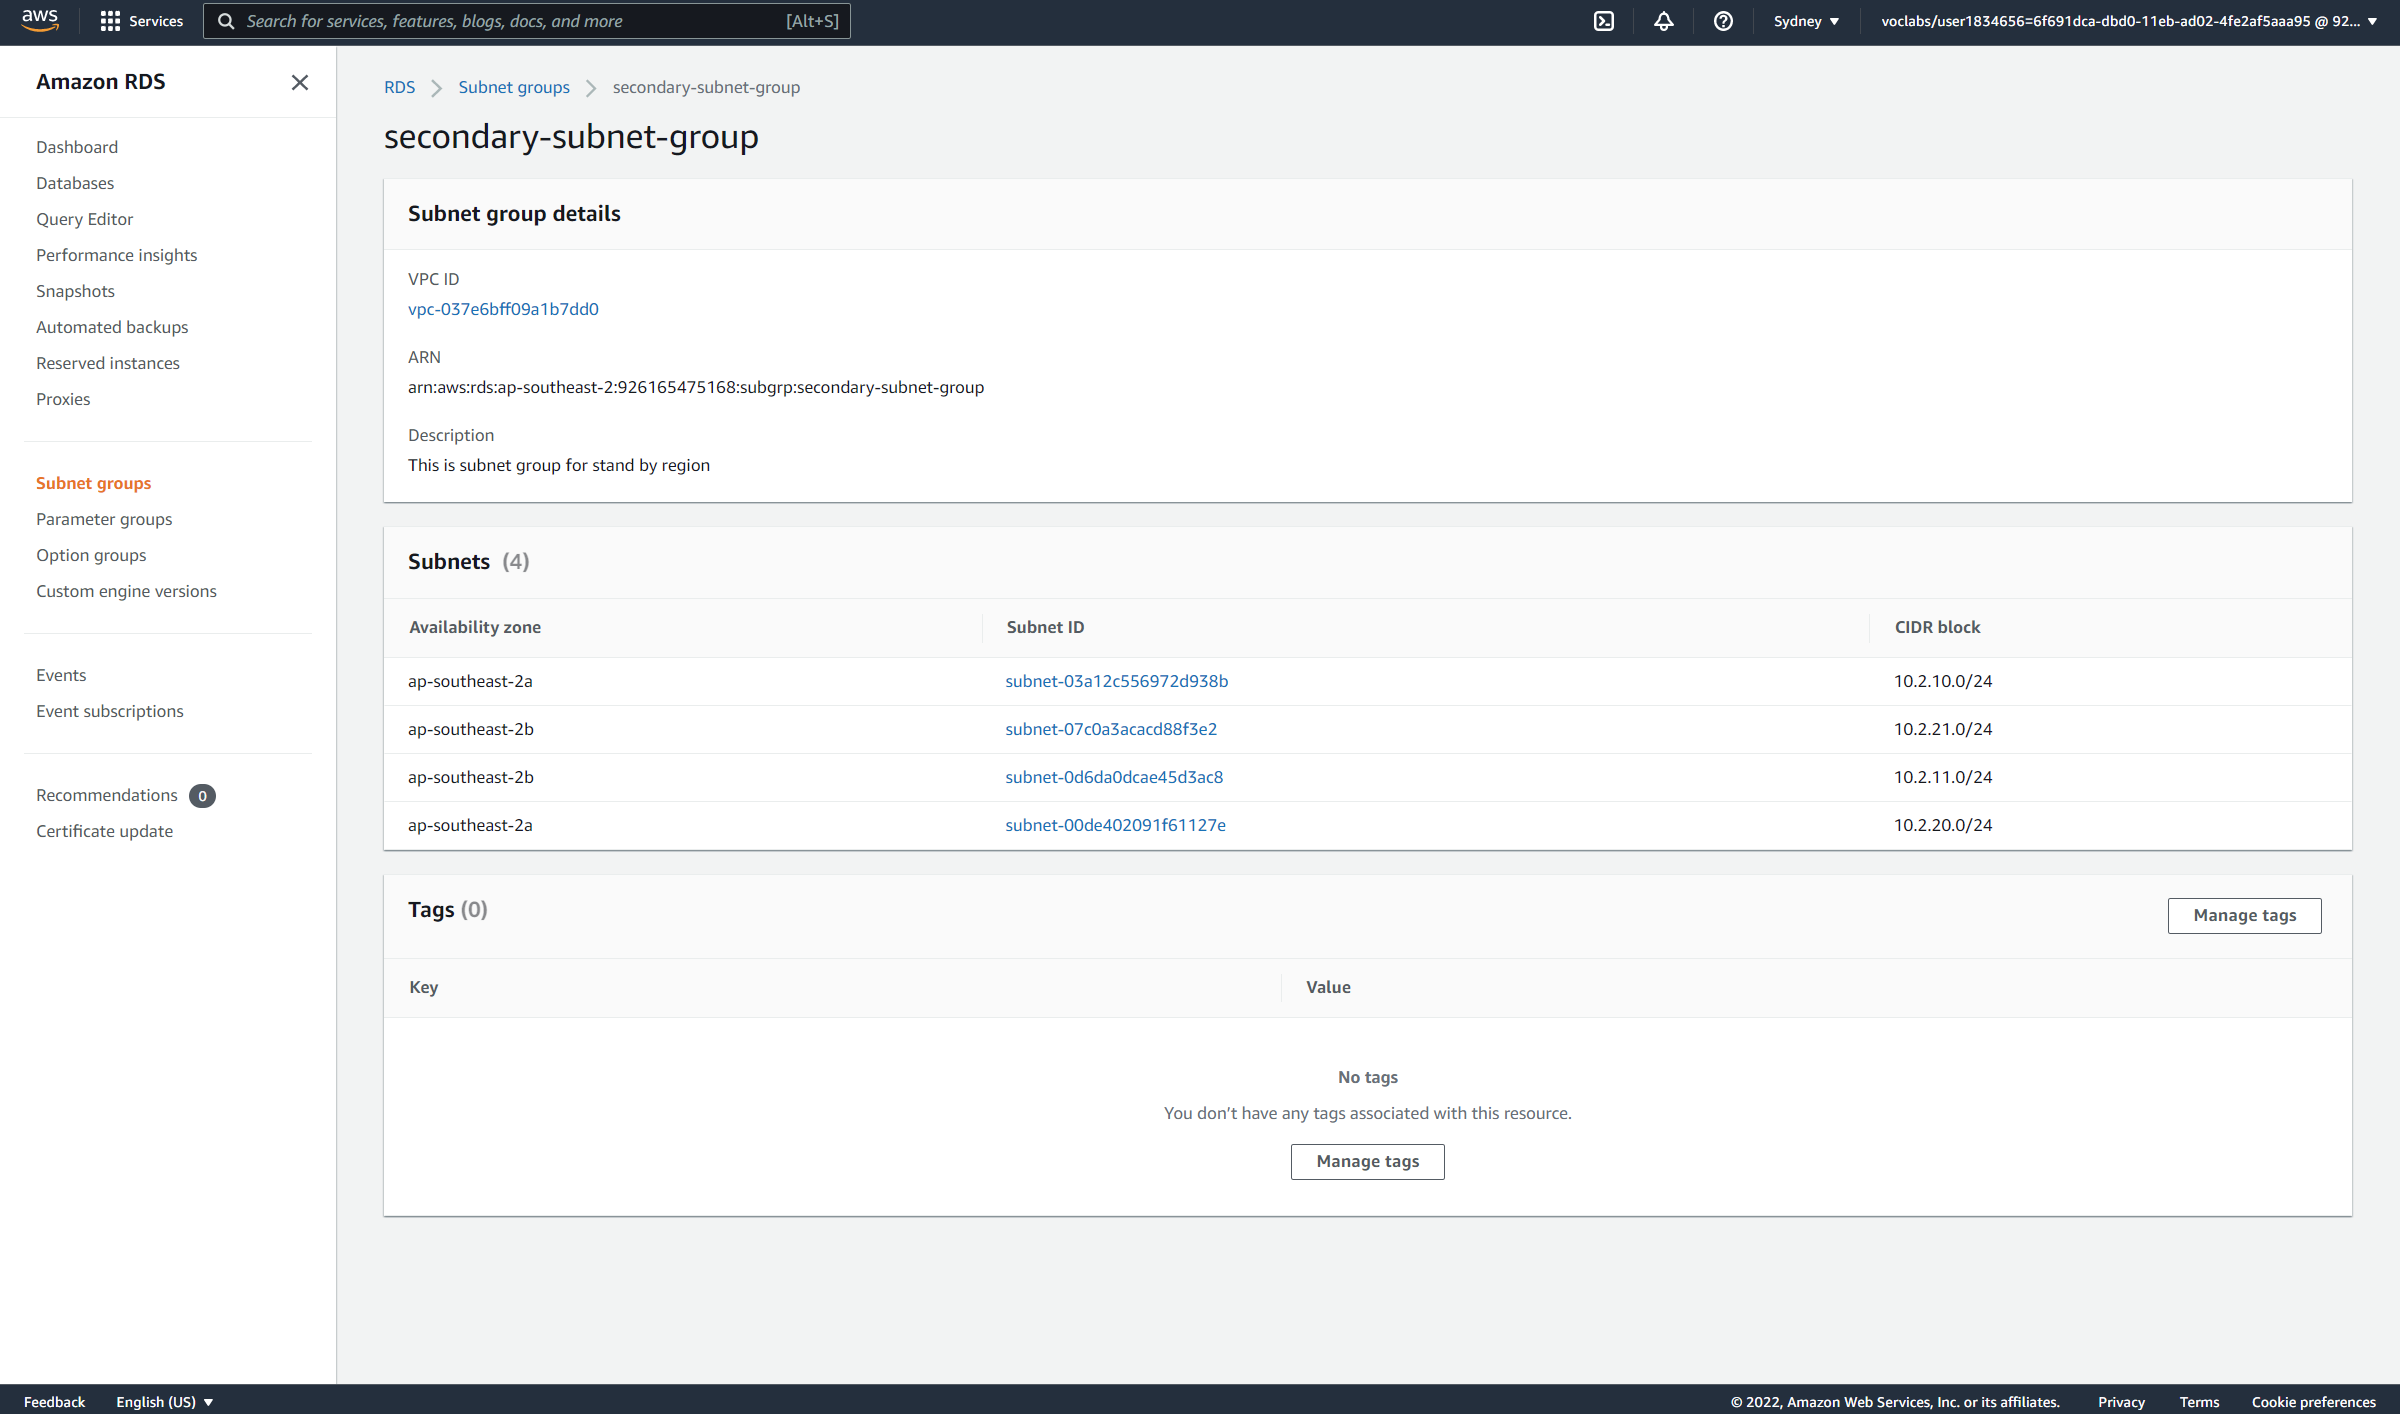 aws Services Search for services, features, blogs, docs, and more [Alt+S] Sydney voclabs/user1834656=6f691dca-dbd0-11eb-ad02-4fe2af5aaa95 @ 92...
Amazon RDS
Dashboard
Databases
Query Editor
Performance insights
Snapshots
Automated backups
Reserved instances
Proxies
Subnet groups
Parameter groups
Option groups
Custom engine versions
Events
Event subscriptions
Recommendations 0
Certificate update
RDS Subnet groups secondary-subnet-group
secondary-subnet-group
Subnet group details
VPC ID
vpc-037e6bff09a1b7dd0
ARN
arn:aws:rds:ap-southeast-2:926165475168:subgrp:secondary-subnet-group
Description
This is subnet group for stand by region
Subnets (4)
Availability zone Subnet ID CIDR block
ap-southeast-2a subnet-03a12c556972d938b 10.2.10.0/24
ap-southeast-2b subnet-07c0a3acacd88f3e2 10.2.21.0/24
ap-southeast-2b subnet-0d6da0dcae45d3ac8 10.2.11.0/24
ap-southeast-2a subnet-00de402091f61127e 10.2.20.0/24
Tags (0) Manage tags
Key Value
No tags
You don’t have any tags associated with this resource.
Manage tags
Feedback English (US) © 2022, Amazon Web Services, Inc. or its affiliates. Privacy Terms Cookie preferences